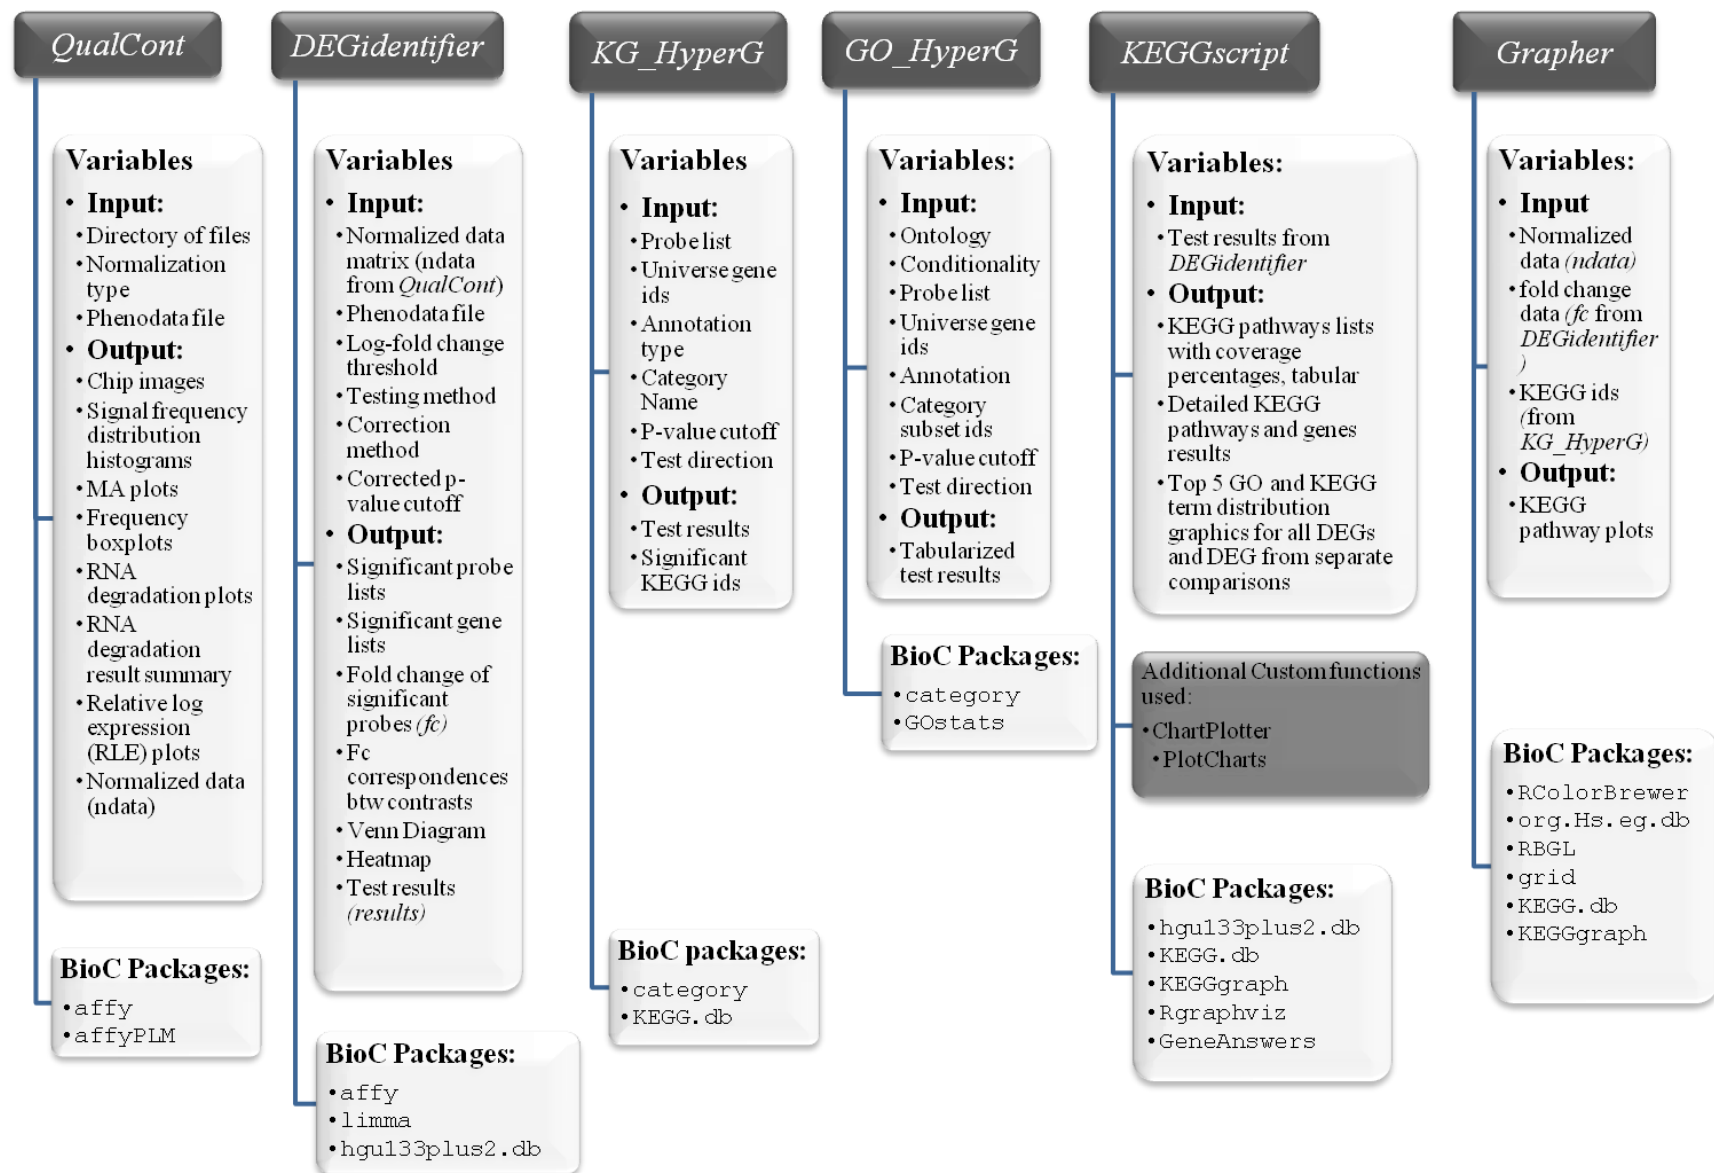 QualCont
Variables
• Input:
• Directory of files
• Normalization
type
• Phenodata file
• Output:
• Chip images
• Signal frequency
distribution
histograms
• MA plots
• Frequency
boxplots
• RNA
degradation plots
• RNA
degradation
result summary
• Relative log
expression
(RLE) plots
• Normalized data
(ndata)
BioC Packages:
• affy
• affyPLM
DEGidentifier
Variables
• Input:
• Normalized data
matrix (ndata
from QualCont)
• Phenodata file
• Log-fold change
threshold
• Testing method
• Correction
method
• Corrected p-
value cutoff
• Output:
• Significant probe
lists
• Significant gene
lists
• Fold change of
significant
probes (fc)
• Fc
correspondences
btw contrasts
• Venn Diagram
• Heatmap
• Test results
(results)
BioC Packages:
• affy
• limma
• hgu133plus2.db
KG_HyperG
Variables
• Input:
• Probe list
• Universe gene
ids
• Annotation
type
• Category
Name
• P-value cutoff
• Test direction
• Output:
• Test results
• Significant
KEGG ids
BioC packages:
• category
• KEGG.db
GO_HyperG
Variables:
• Input:
• Ontology
• Conditionality
• Probe list
• Universe gene
ids
• Annotation
• Category
subset ids
• P-value cutoff
• Test direction
• Output:
• Tabularized
test results
BioC Packages:
• category
• GOstats
KEGGscript
Variables:
• Input:
• Test results from
DEGidentifier
• Output:
• KEGG pathways lists
with coverage
percentages, tabular
• Detailed KEGG
pathways and genes
results
• Top 5 GO and KEGG
term distribution
graphics for all DEGs
and DEG from separate
comparisons
Additional Custom functions
used:
• ChartPlotter
• PlotCharts
BioC Packages:
• hgu133plus2.db
• KEGG.db
• KEGGgraph
• Rgraphviz
• GeneAnswers
Grapher
Variables:
• Input
• Normalized
data (ndata)
• fold change
data (fc from
DEGidentifier
)
• KEGG ids
(from
KG_HyperG)
• Output:
• KEGG
pathway plots
BioC Packages:
• RColorBrewer
• org.Hs.eg.db
• RBGL
• grid
• KEGG.db
• KEGGgraph